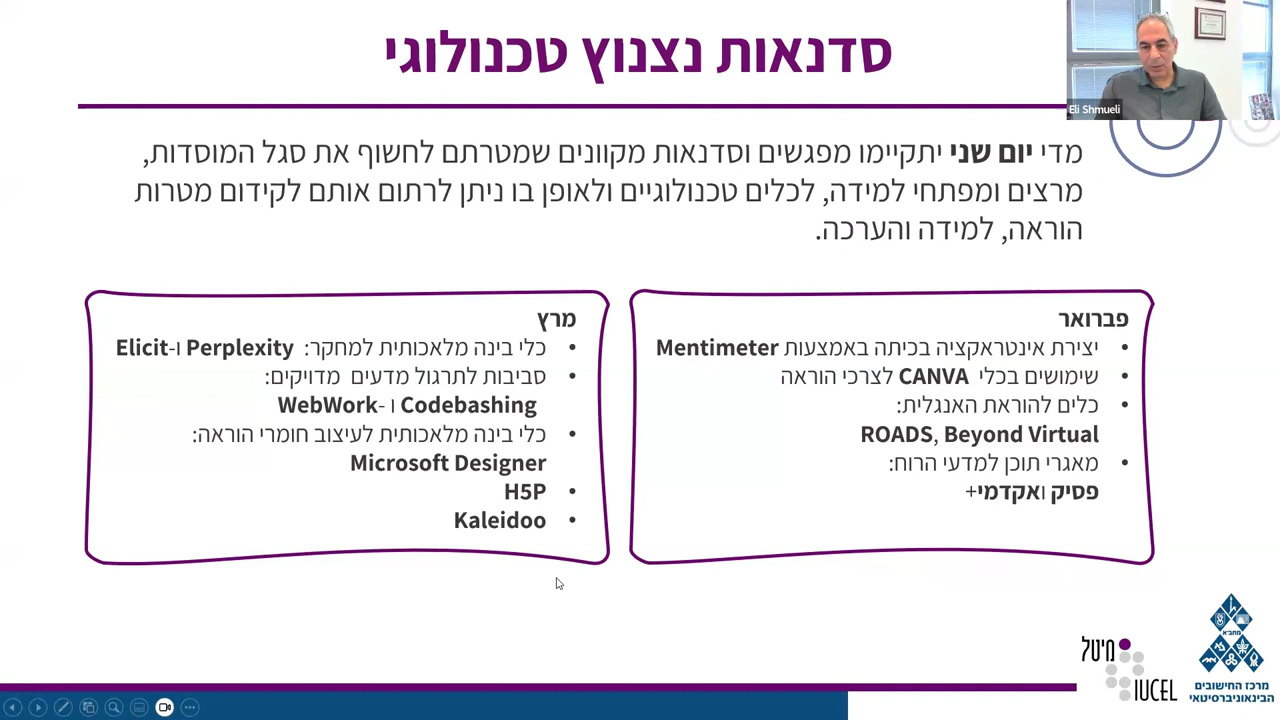 סדנאות נצנוץ טכנולוגי
Eli Shmueli
מדי יום שני יתקיימו מפגשים וסדנאות מקוונים שמטרתם לחשוף את סגל המוסדות,
מרצים ומפתחי למידה, לכלים טכנולוגיים ולאופן בו ניתן לרתום אותם לקידום מטרות
הוראה, למידה והערכה.
פברואר
• יצירת אינטראקציה בכיתה באמצעות Mentimeter
• שימושים בכלי CANVA לצרכי הוראה
• כלים להוראת האנגלית:
ROADS, Beyond Virtual
• מאגרי תוכן למדעי הרוח:
פסיק ואקדמי+
מרץ
• כלי בינה מלאכותית למחקר: Perplexity ו-Elicit
• סביבות לתרגול מדעים מדויקים:
Codebashing ו -WebWork
• כלי בינה מלאכותית לעיצוב חומרי הוראה:
Microsoft Designer
• H5P
• Kaleidoo
מיטל
IUCEL
מחב״א
מרכז החישובים
הבינאוניברסיטאי